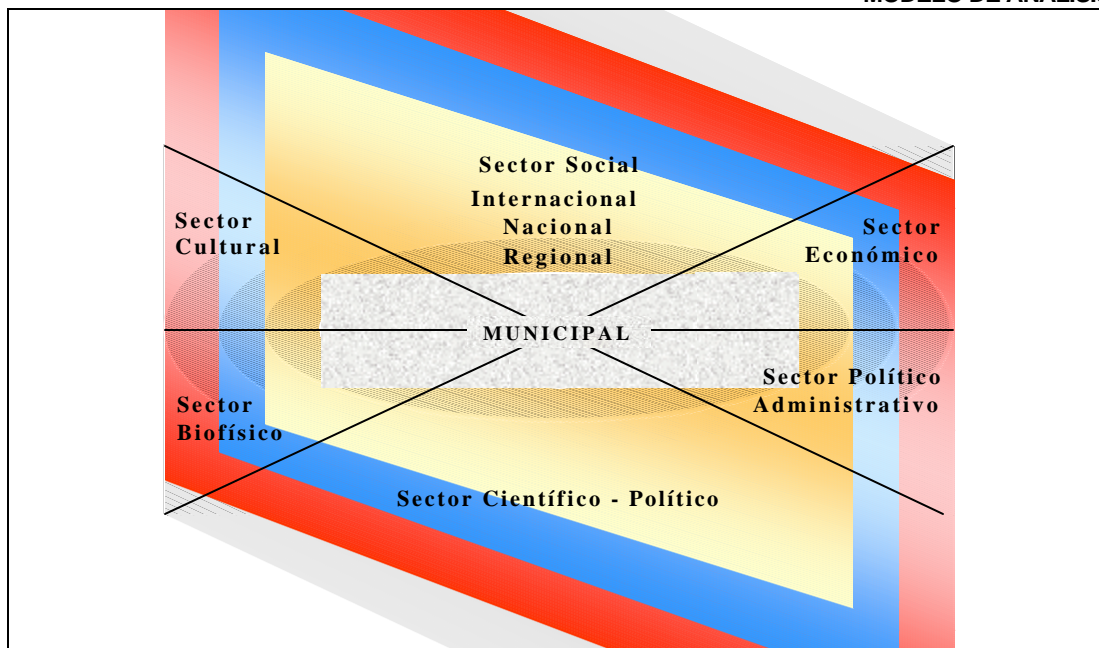 Sector Social
Internacional
Nacional
Regional
Sector
Cultural
Sector
Económico
MUNICIPAL
Sector Político
Administrativo
Sector
Biofísico
Sector Científico - Político